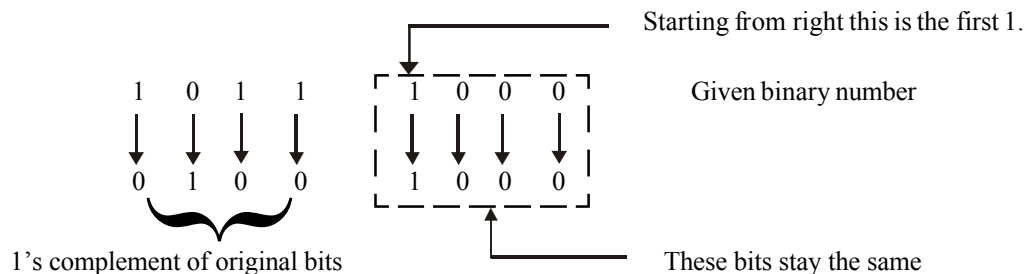 Starting from right this is the first 1.
1 0 1 1 1 0 0 0 Given binary number
0 1 0 0 1 0 0 0
1's complement of original bits These bits stay the same